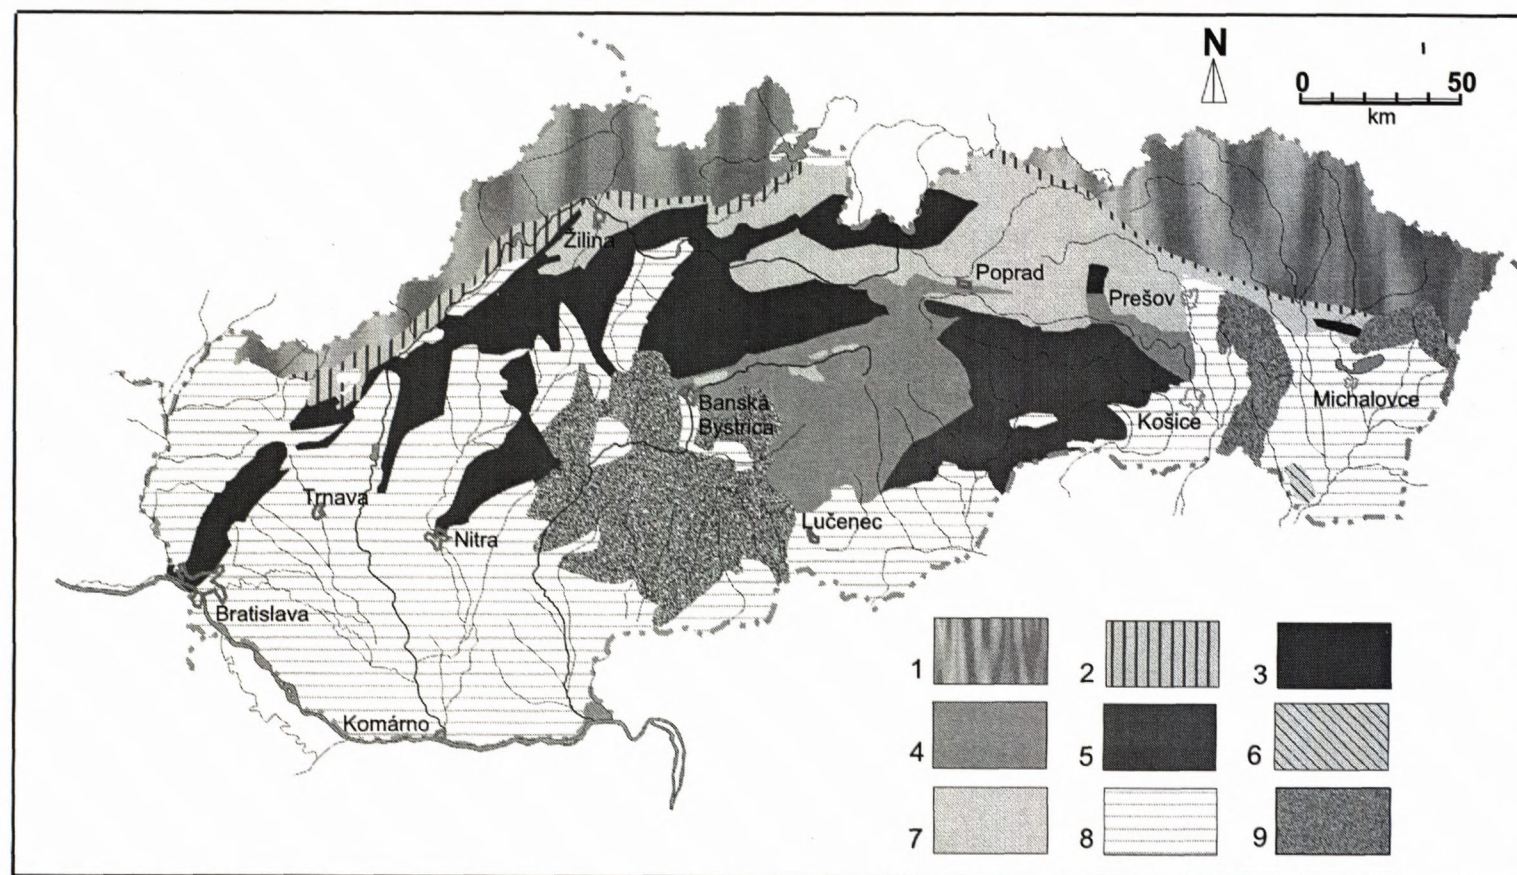 N
0 50
km
Žilina
Poprad
Prešov
Banská
Bystrica
Michalovce
Košice
Trnava
Nitra
Lučenec
Bratislava
Komárno
1 2 3
4 5 6
7 8 9